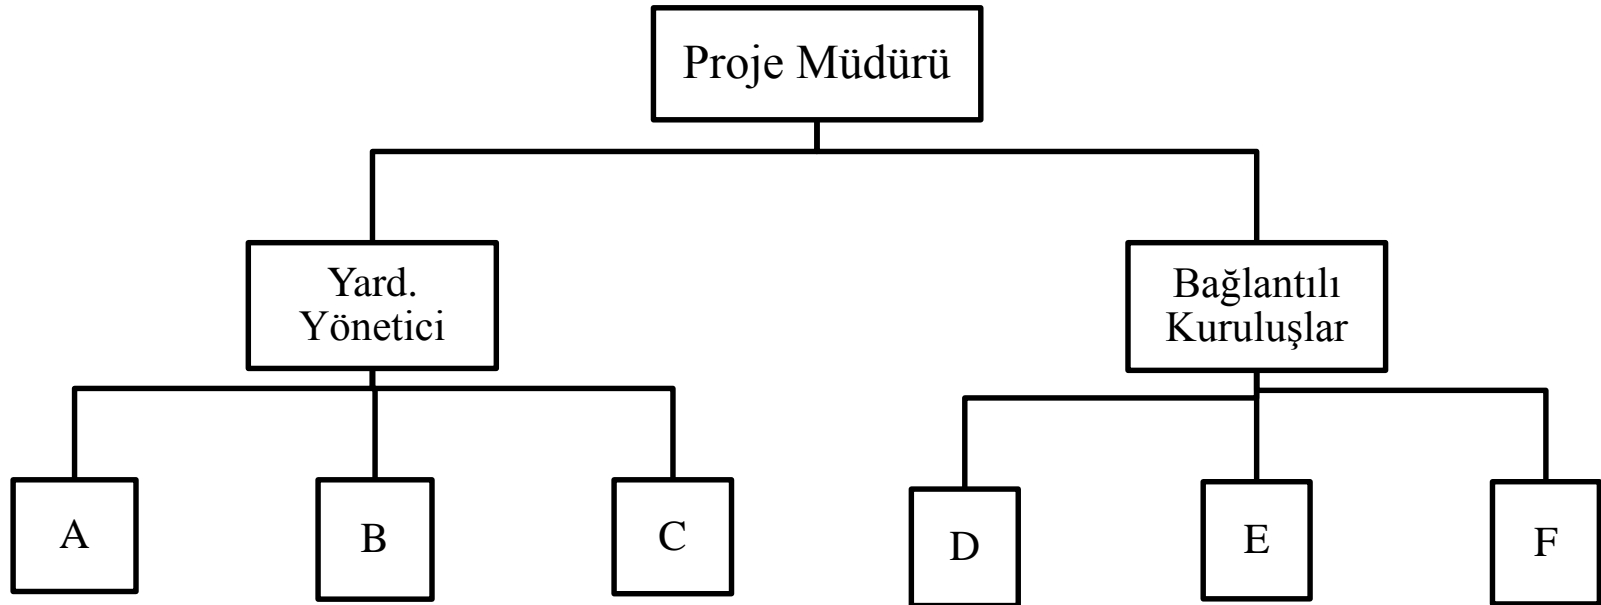 Proje Müdürü
Yard.
Yönetici
Bağlantılı
Kuruluşlar
A
B
C
D
E
F